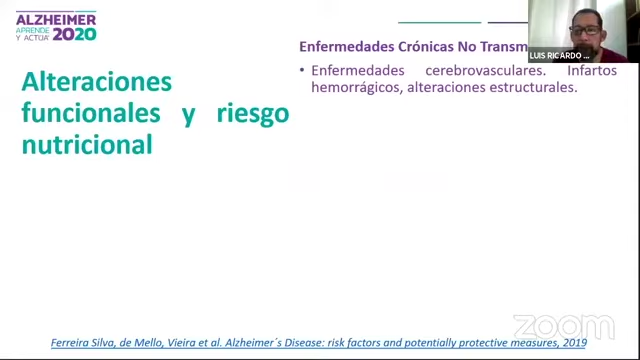 ALZHEIMER
APRENDE
Y ACTÚA 2020
Alteraciones
funcionales y riesgo
nutricional
Enfermedades Crónicas No
• Enfermedades cerebrovasculares. Infartos
hemorrágicos, alteraciones estructurales.
LUIS RICARDO ...
zoom
Ferreira Silva, de Mello, Vieira et al. Alzheimer´s Disease: risk factors and potentially protective measures, 2019